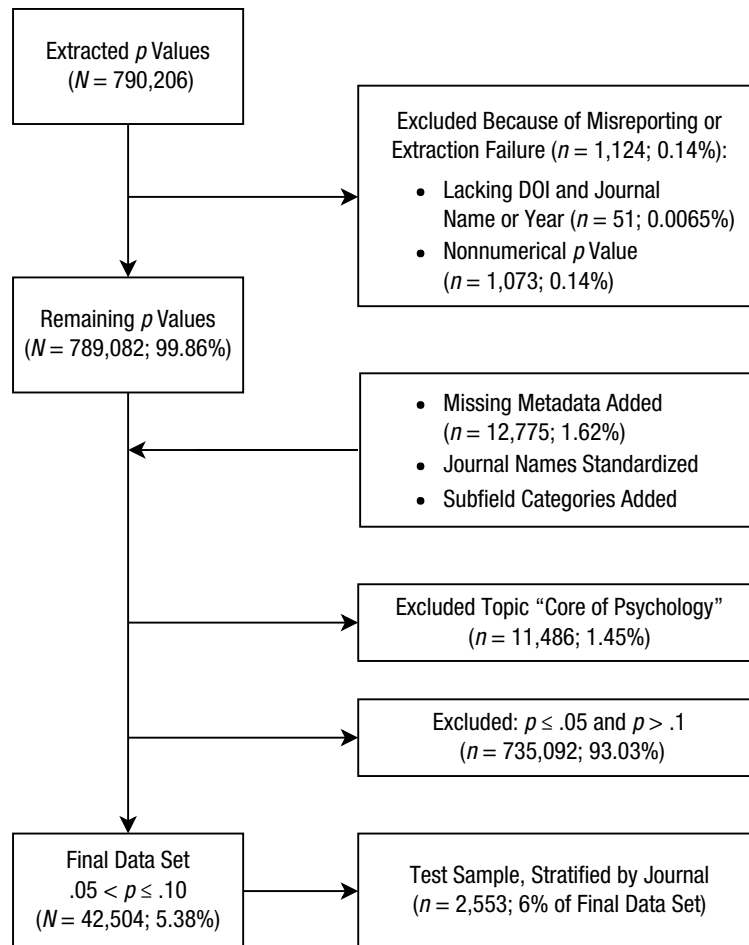 Extracted p Values
(N = 790,206)
Excluded Because of Misreporting or
Extraction Failure (n = 1,124; 0.14%):
• Lacking DOI and Journal
Name or Year (n = 51; 0.0065%)
• Nonnumerical p Value
(n = 1,073; 0.14%)
Remaining p Values
(N = 789,082; 99.86%)
• Missing Metadata Added
(n = 12,775; 1.62%)
• Journal Names Standardized
• Subfield Categories Added
Excluded Topic “Core of Psychology”
(n = 11,486; 1.45%)
Excluded: p ≤ .05 and p > .1
(n = 735,092; 93.03%)
Final Data Set
.05 < p ≤ .10
(N = 42,504; 5.38%)
Test Sample, Stratified by Journal
(n = 2,553; 6% of Final Data Set)